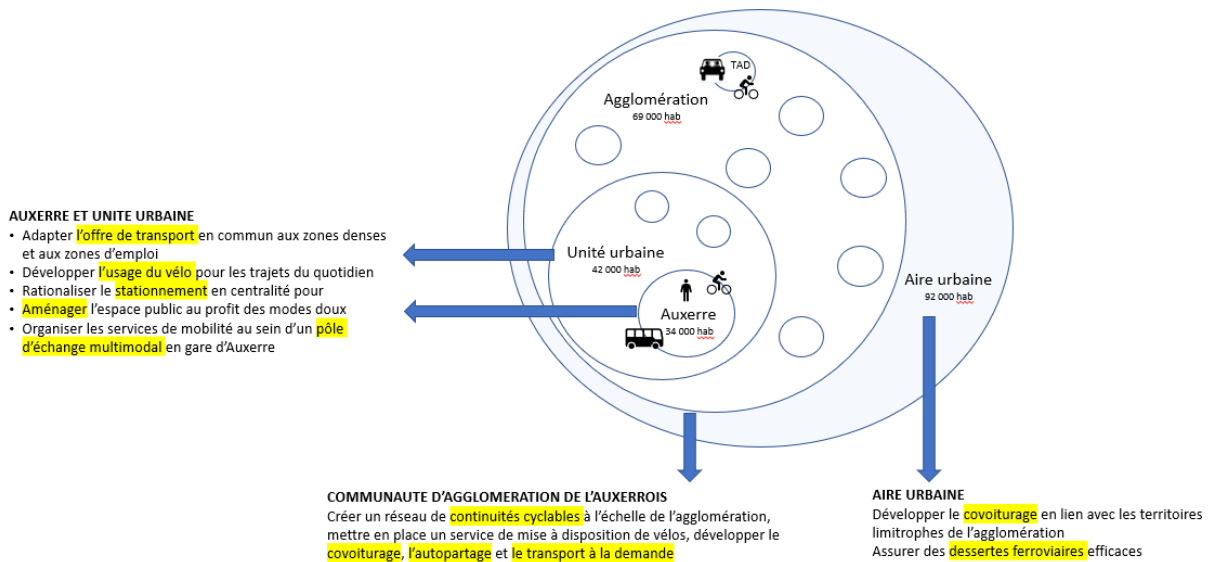 TAD
Agglomération
69 000 hab
AUXERRE ET UNITE URBAINE
• Adapter l’offre de transport en commun aux zones denses
et aux zones d’emploi
• Développer l’usage du vélo pour les trajets du quotidien
• Rationaliser le stationnement en centralité pour
• Aménager l’espace public au profit des modes doux
• Organiser les services de mobilité au sein d’un pôle
d’échange multimodal en gare d’Auxerre
Unité urbaine
42 000 hab
Auxerre
34 000 hab
Aire urbaine
92 000 hab
COMMUNAUTE D’AGGLOMERATION DE L’AUXERROIS
Créer un réseau de continuités cyclables à l’échelle de l’agglomération,
mettre en place un service de mise à disposition de vélos, développer le
covoiturage, l’autopartage et le transport à la demande
AIRE URBAINE
Développer le covoiturage en lien avec les territoires
limitrophes de l’agglomération
Assurer des dessertes ferroviaires efficaces